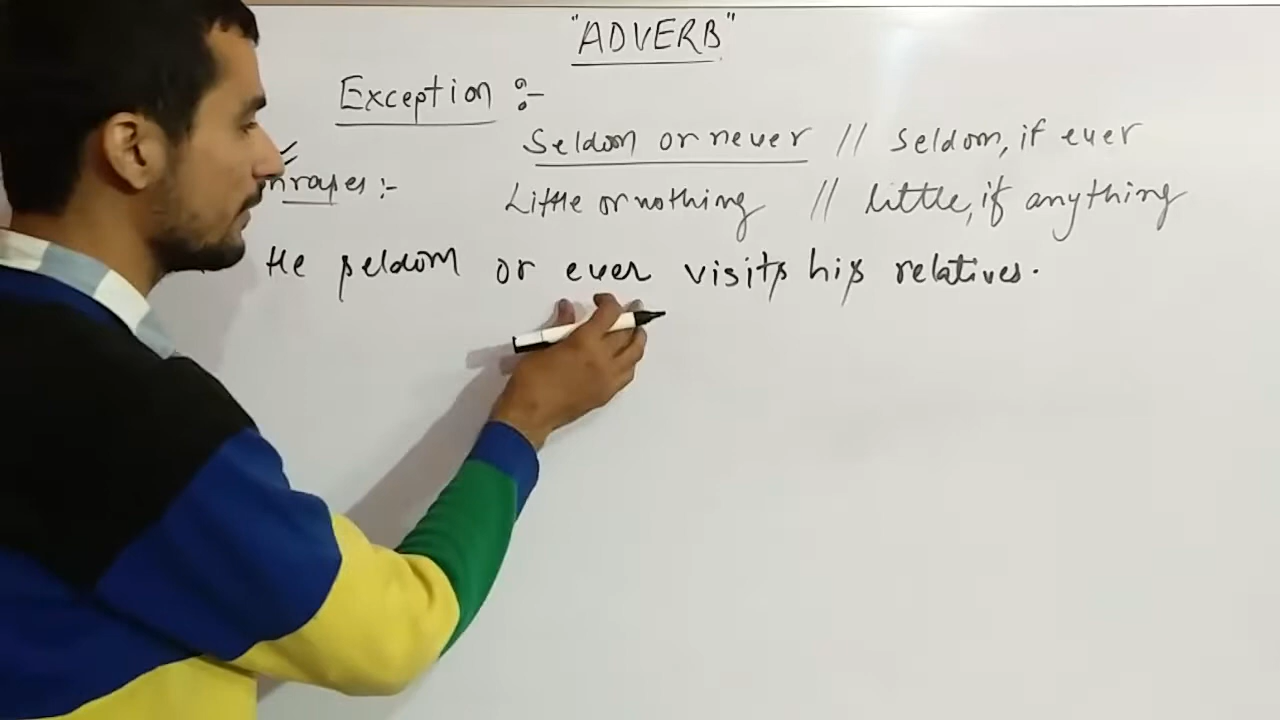 "ADVERB"
Exception :-
Seldom or never // seldom, if ever
Little or nothing // little, if anything
He seldom or ever visits his relatives.